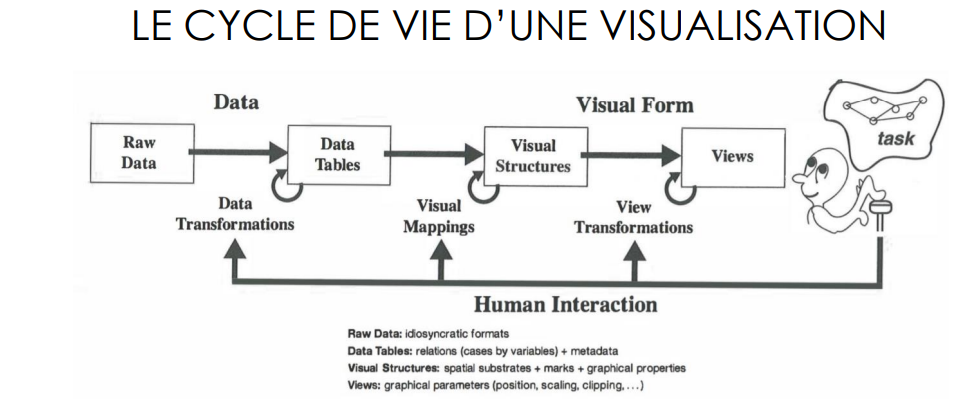 LE CYCLE DE VIE D’UNE VISUALISATION
Data
Visual Form
Raw
Data
Data
Tables
Visual
Structures
Views
task
Data
Transformations
Visual
Mappings
View
Transformations
Human Interaction
Raw Data: idiosyncratic formats
Data Tables: relations (cases by variables) + metadata
Visual Structures: spatial substrates + marks + graphical properties
Views: graphical parameters (position, scaling, clipping, ...)